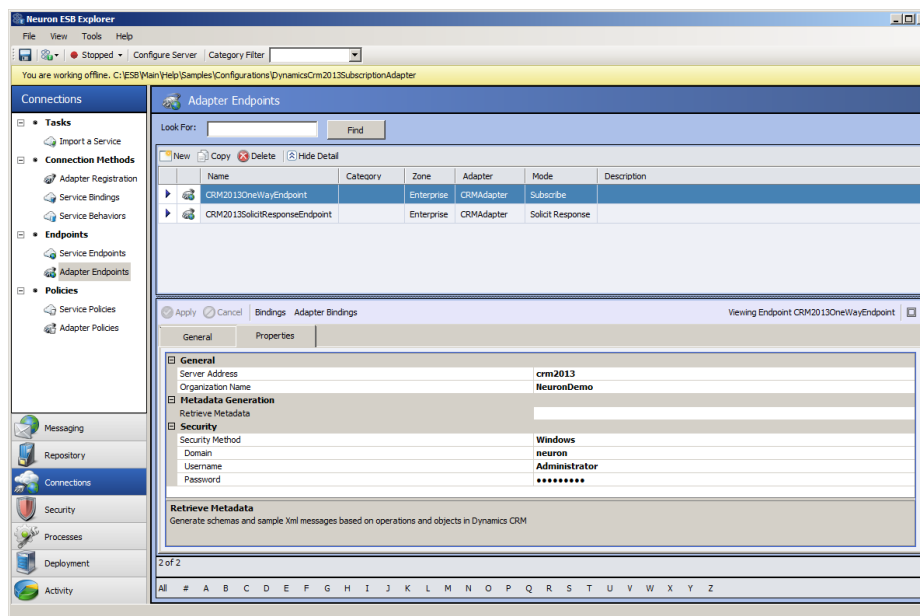 Neuron ESB Explorer
File View Tools Help
Stopped Configure Server Category Filter
You are working offline. C:\ESB\Main\Help\Samples\Configurations\DynamicsCrm2013SubscriptionAdapter
Connections
Tasks
Import a Service
Connection Methods
Adapter Registration
Service Bindings
Service Behaviors
Endpoints
Service Endpoints
Adapter Endpoints
Policies
Service Policies
Adapter Policies
Messaging
Repository
Connections
Security
Processes
Deployment
Activity
Adapter Endpoints
Look For: Find
New Copy Delete Hide Detail
Name Category Zone Adapter Mode Description
CRM2013OneWayEndpoint Enterprise CRMAdapter Subscribe
CRM2013SolicitResponseEndpoint Enterprise CRMAdapter Solicit Response
Apply Cancel Bindings Adapter Bindings Viewing Endpoint CRM2013OneWayEndpoint
General Properties
General
Server Address crm2013
Organization Name NeuronDemo
Metadata Generation
Retrieve Metadata
Security
Security Method Windows
Domain neuron
Username Administrator
Password •••••••••
Retrieve Metadata
Generate schemas and sample Xml messages based on operations and objects in Dynamics CRM
2 of 2
All # A B C D E F G H I J K L M N O P Q R S T U V W X Y Z